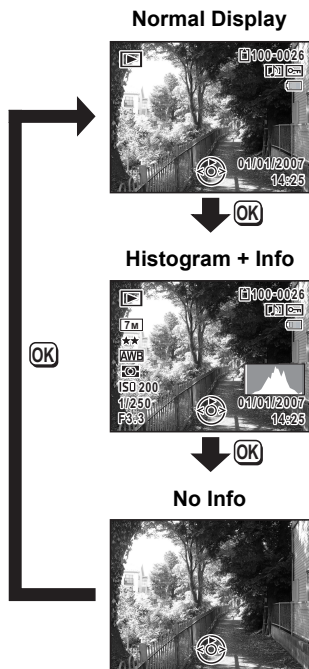 Normal Display
100-0026
01/01/2007
14:25
OK
Histogram + Info
100-0026
7M
AWB
ISO 200
1/250
F3.3
01/01/2007
14:25
OK
OK
No Info